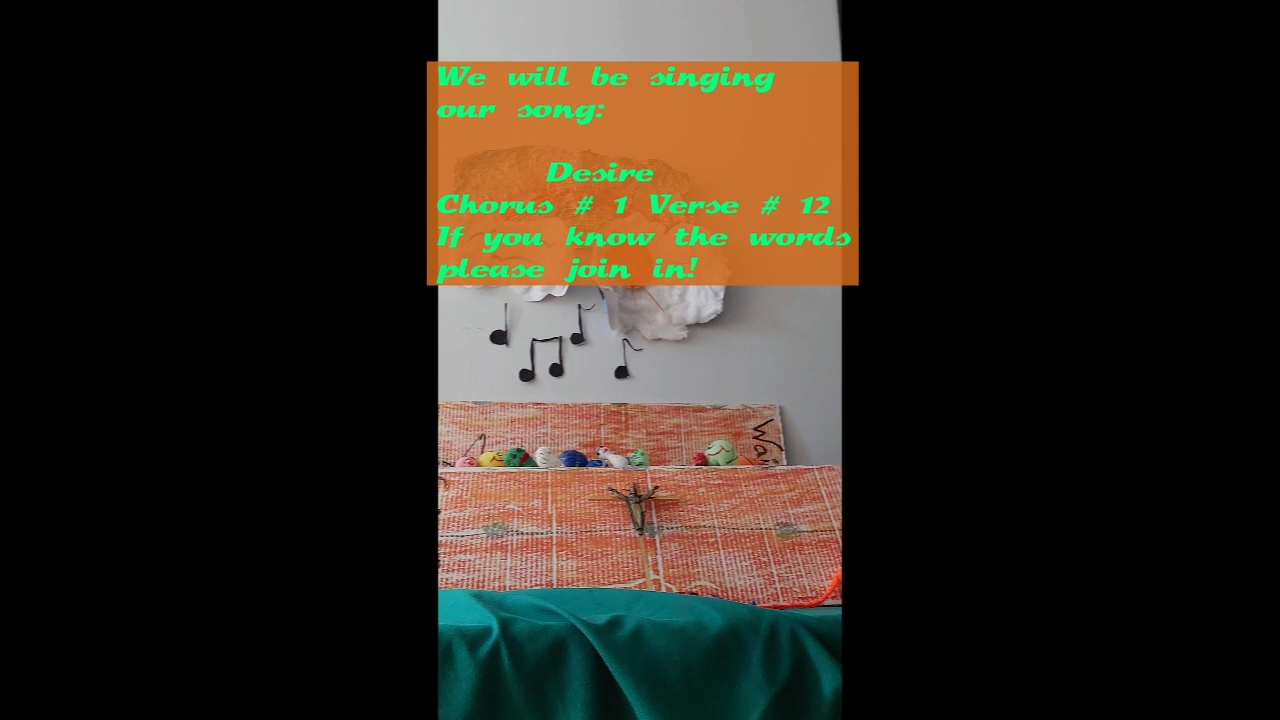 We will be singing
our song:
Desire
Chorus # 1 Verse # 12
If you know the words
please join in!